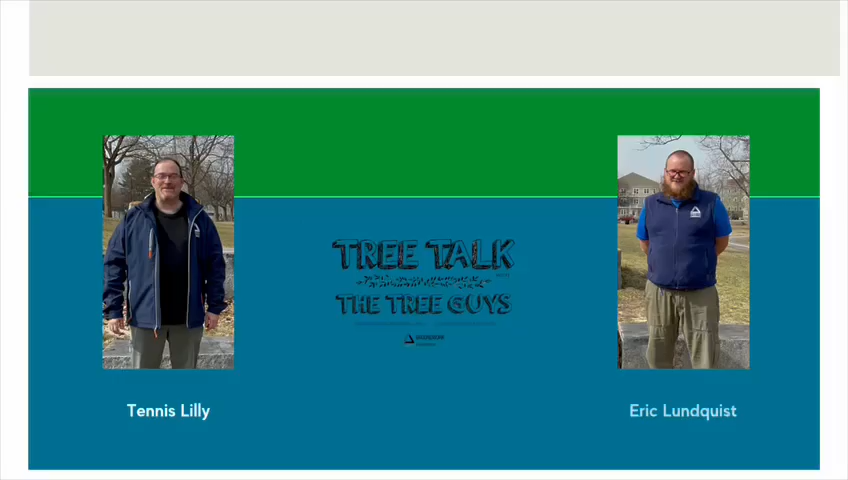 TREE TALK
THE TREE GUYS
Tennis Lilly
Eric Lundquist